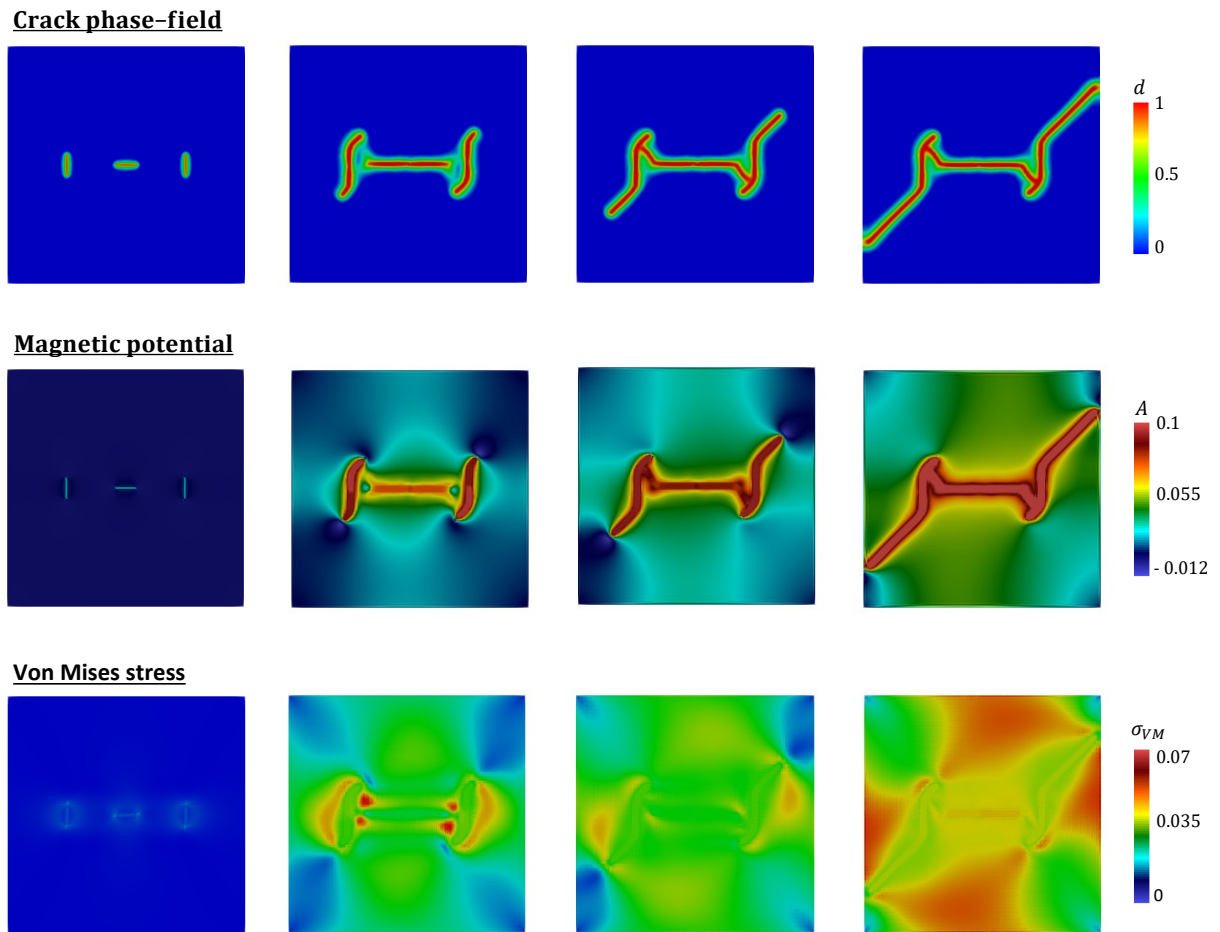 Crack phase–field
d
1
0.5
0
Magnetic potential
A
0.1
0.055
- 0.012
Von Mises stress
σVM
0.07
0.035
0